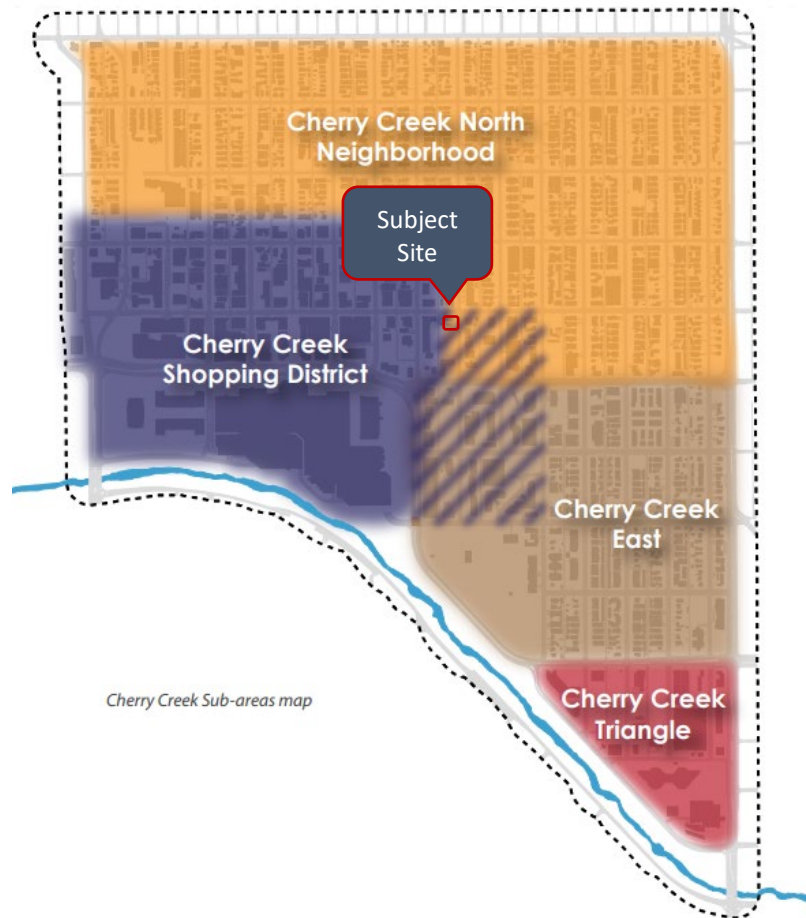 Cherry Creek North
Neighborhood
Subject
Site
Cherry Creek
Shopping District
Cherry Creek
East
Cherry Creek Sub-areas map
Cherry Creek
Triangle